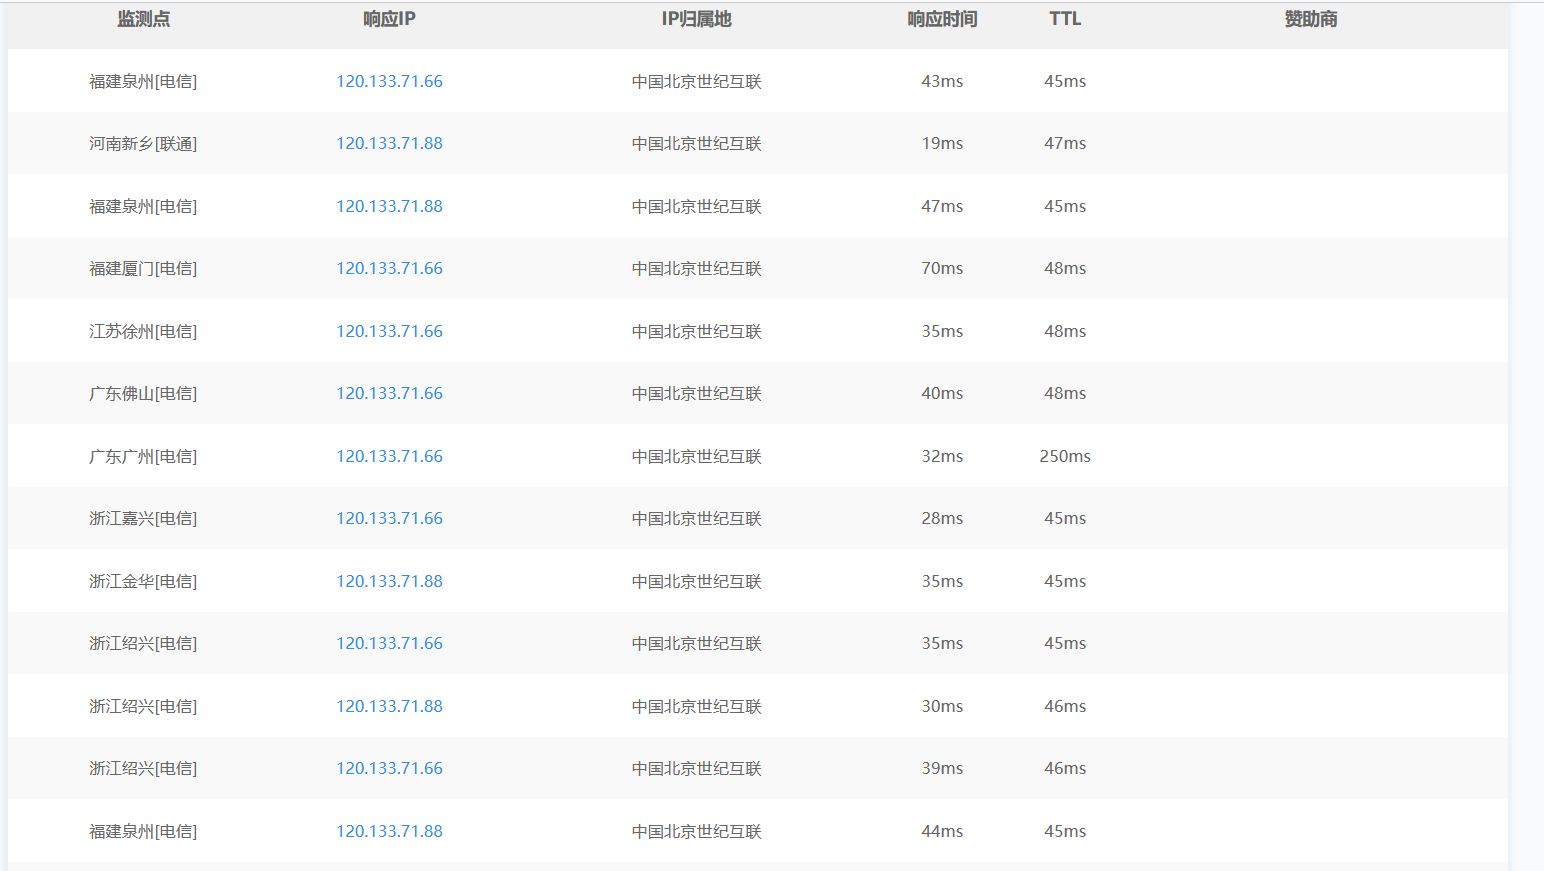 监测点 响应IP IP归属地 响应时间 TTL 赞助商
福建泉州[电信] 120.133.71.66 中国北京世纪互联 43ms 45ms
河南新乡[联通] 120.133.71.88 中国北京世纪互联 19ms 47ms
福建泉州[电信] 120.133.71.88 中国北京世纪互联 47ms 45ms
福建厦门[电信] 120.133.71.66 中国北京世纪互联 70ms 48ms
江苏徐州[电信] 120.133.71.66 中国北京世纪互联 35ms 48ms
广东佛山[电信] 120.133.71.66 中国北京世纪互联 40ms 48ms
广东广州[电信] 120.133.71.66 中国北京世纪互联 32ms 250ms
浙江嘉兴[电信] 120.133.71.66 中国北京世纪互联 28ms 45ms
浙江金华[电信] 120.133.71.88 中国北京世纪互联 35ms 45ms
浙江绍兴[电信] 120.133.71.66 中国北京世纪互联 35ms 45ms
浙江绍兴[电信] 120.133.71.88 中国北京世纪互联 30ms 46ms
浙江绍兴[电信] 120.133.71.66 中国北京世纪互联 39ms 46ms
福建泉州[电信] 120.133.71.88 中国北京世纪互联 44ms 45ms